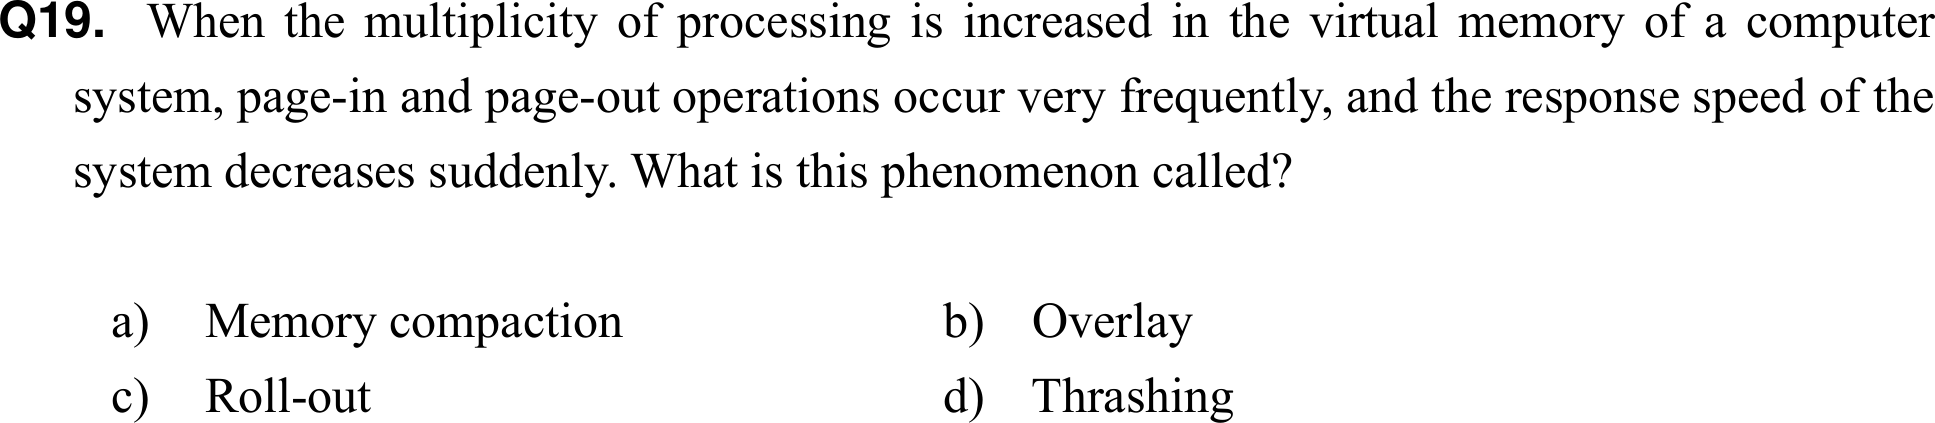 Q19. When the multiplicity of processing is increased in the virtual memory of a computer
system, page-in and page-out operations occur very frequently, and the response speed of the
system decreases suddenly. What is this phenomenon called?
a) Memory compaction b) Overlay
c) Roll-out d) Thrashing